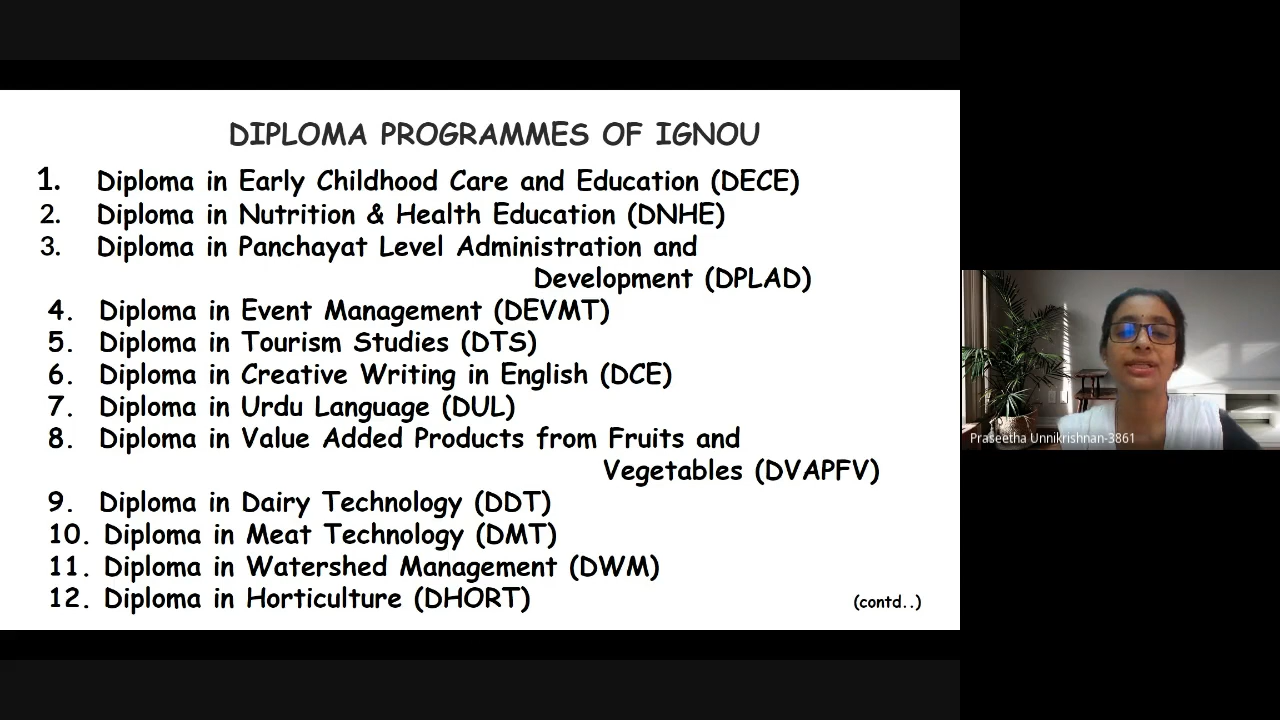 DIPLOMA PROGRAMMES OF IGNOU
1. Diploma in Early Childhood Care and Education (DECE)
2. Diploma in Nutrition & Health Education (DNHE)
3. Diploma in Panchayat Level Administration and
Development (DPLAD)
4. Diploma in Event Management (DEVMT)
5. Diploma in Tourism Studies (DTS)
6. Diploma in Creative Writing in English (DCE)
7. Diploma in Urdu Language (DUL)
8. Diploma in Value Added Products from Fruits and
Vegetables (DVAPFV)
9. Diploma in Dairy Technology (DDT)
10. Diploma in Meat Technology (DMT)
11. Diploma in Watershed Management (DWM)
12. Diploma in Horticulture (DHORT)
(contd..)
Praseetha Unnikrishnan-3861